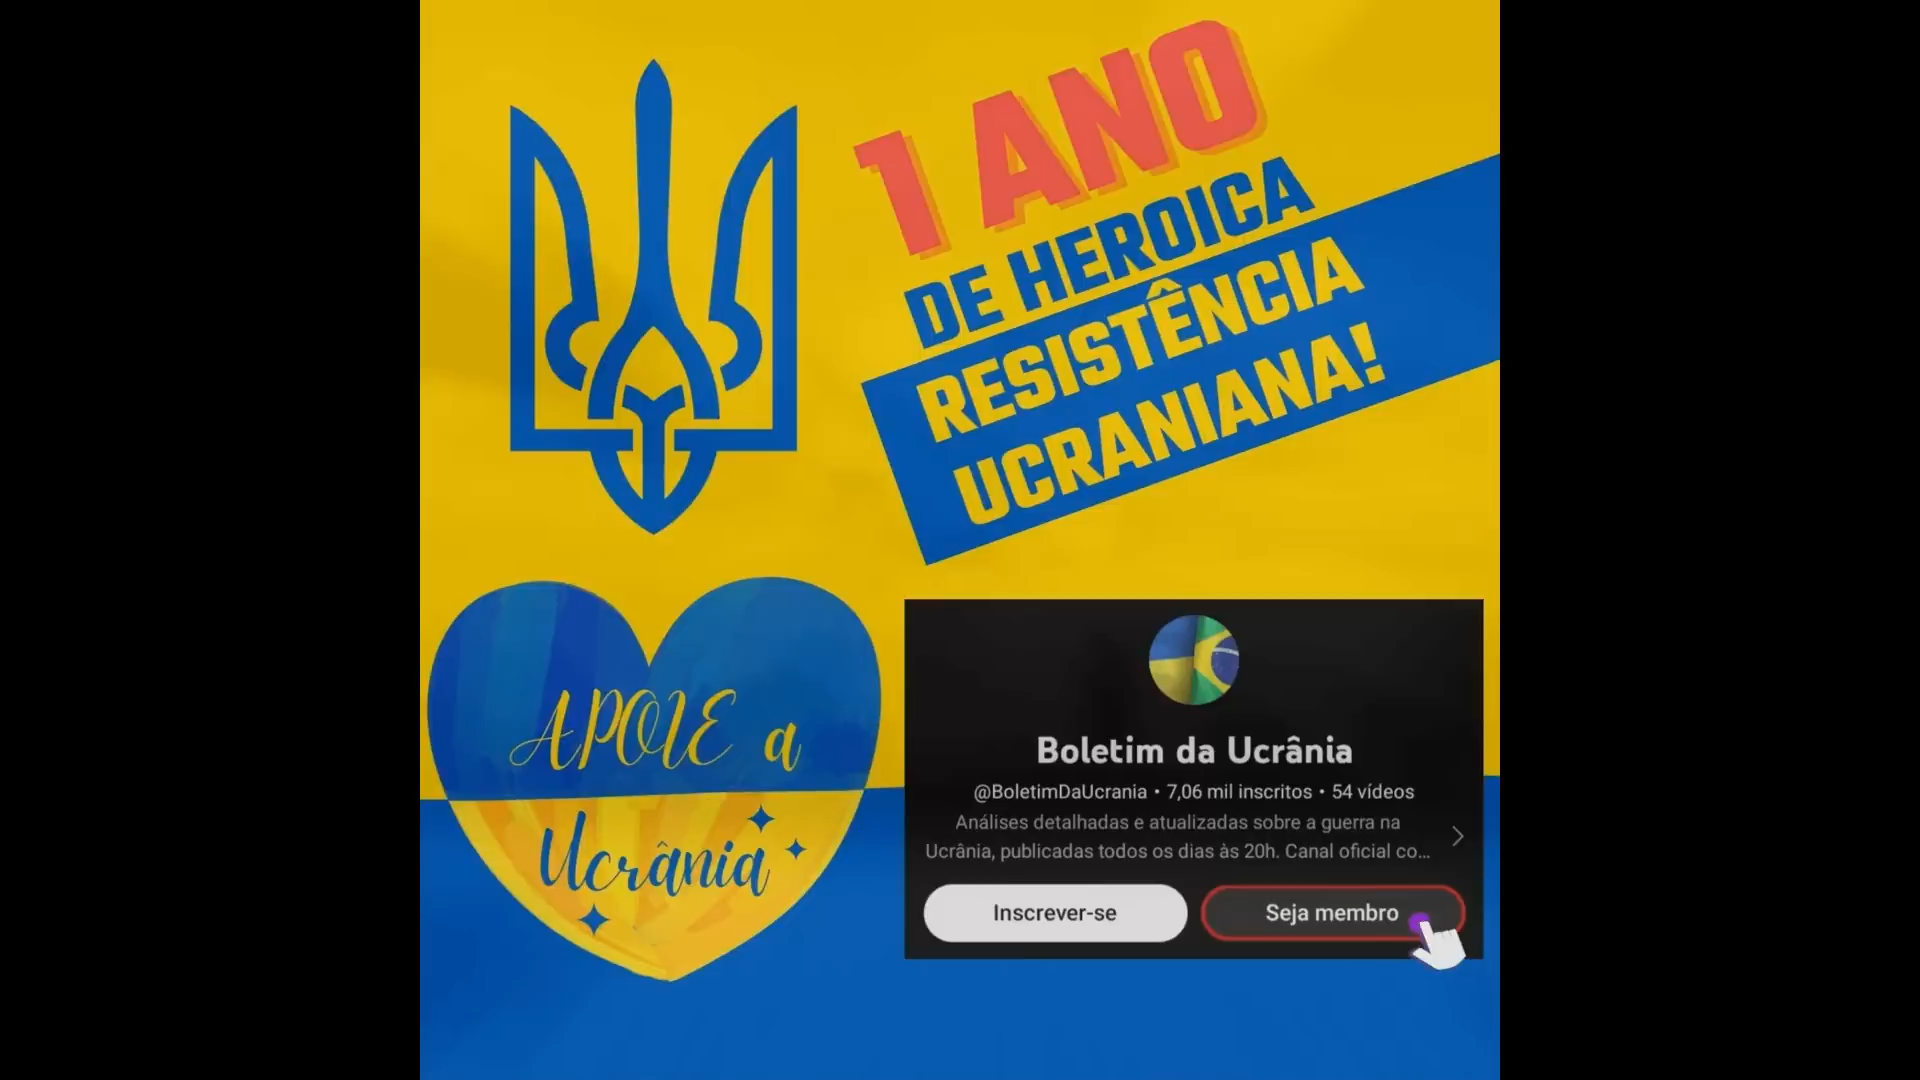 1 ANO
DE HEROICA
RESISTÊNCIA
UCRANIANA!
APOIE a
Ucrânia
Boletim da Ucrânia
@BoletimDaUcrania • 7,06 mil inscritos • 54 vídeos
Análises detalhadas e atualizadas sobre a guerra na
Ucrânia, publicadas todos os dias às 20h. Canal oficial co...
Inscrever-se
Seja membro